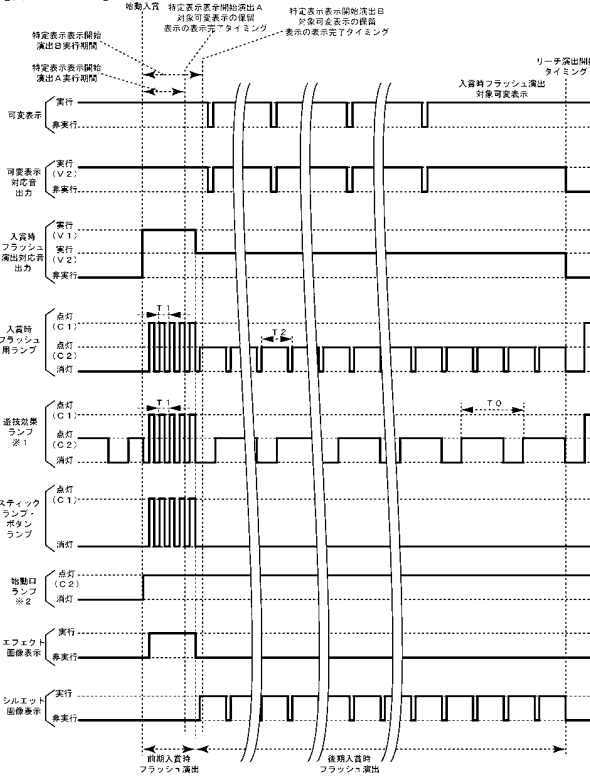 始動入賞
特定表示表示開始演出A
対象可変表示の保留
表示の表示完了タイミング
特定表示表示開始演出B
対象可変表示の保留
表示の表示完了タイミング
特定表示表示開始
演出B実行期間
特定表示表示開始
演出A実行期間
リーチ演出開始
タイミング
入賞時フラッシュ演出
対象可変表示
可変表示
実行
非実行
可変表示
対応音
出力
実行
(V2)
非実行
入賞時
フラッシュ
演出対応音
出力
実行
(V1)
実行
(V2)
非実行
入賞時
フラッシュ
用ランプ
点灯
(C1)
点灯
(C2)
消灯
T1
T2
遊技効果
ランプ
※1
点灯
(C1)
点灯
(C2)
消灯
T1
T0
スティック
ランプ・
ボタン
ランプ
点灯
(C1)
消灯
始動口
ランプ
※2
点灯
(C2)
消灯
エフェクト
画像表示
実行
非実行
シルエット
画像表示
実行
非実行
前期入賞時
フラッシュ演出
後期入賞時
フラッシュ演出